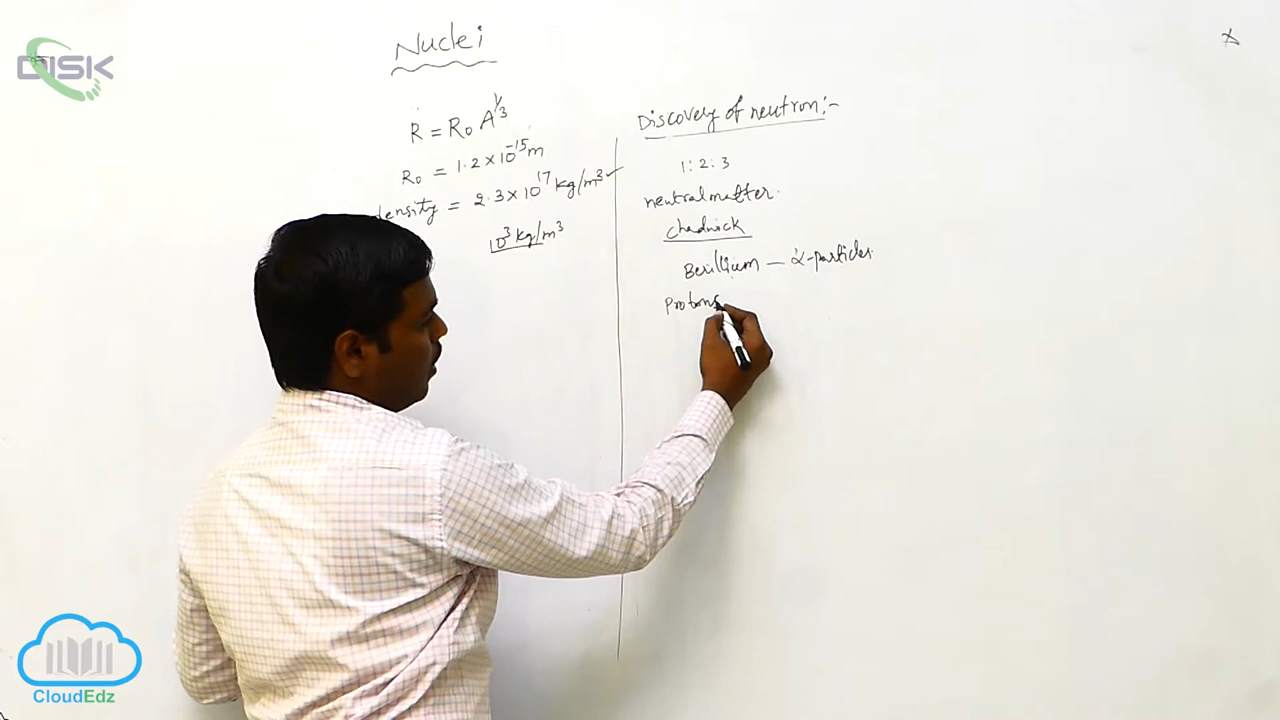 DISK
Nuclei
R = R₀ A^1/3
R₀ = 1.2 × 10⁻¹⁵ m
density = 2.3 × 10¹⁷ kg/m³ ✓
10³ kg/m³
Discovery of neutron:-
1:2:3
neutral matter.
chadwick
Berillium — α-particles
Protons
CloudEdz